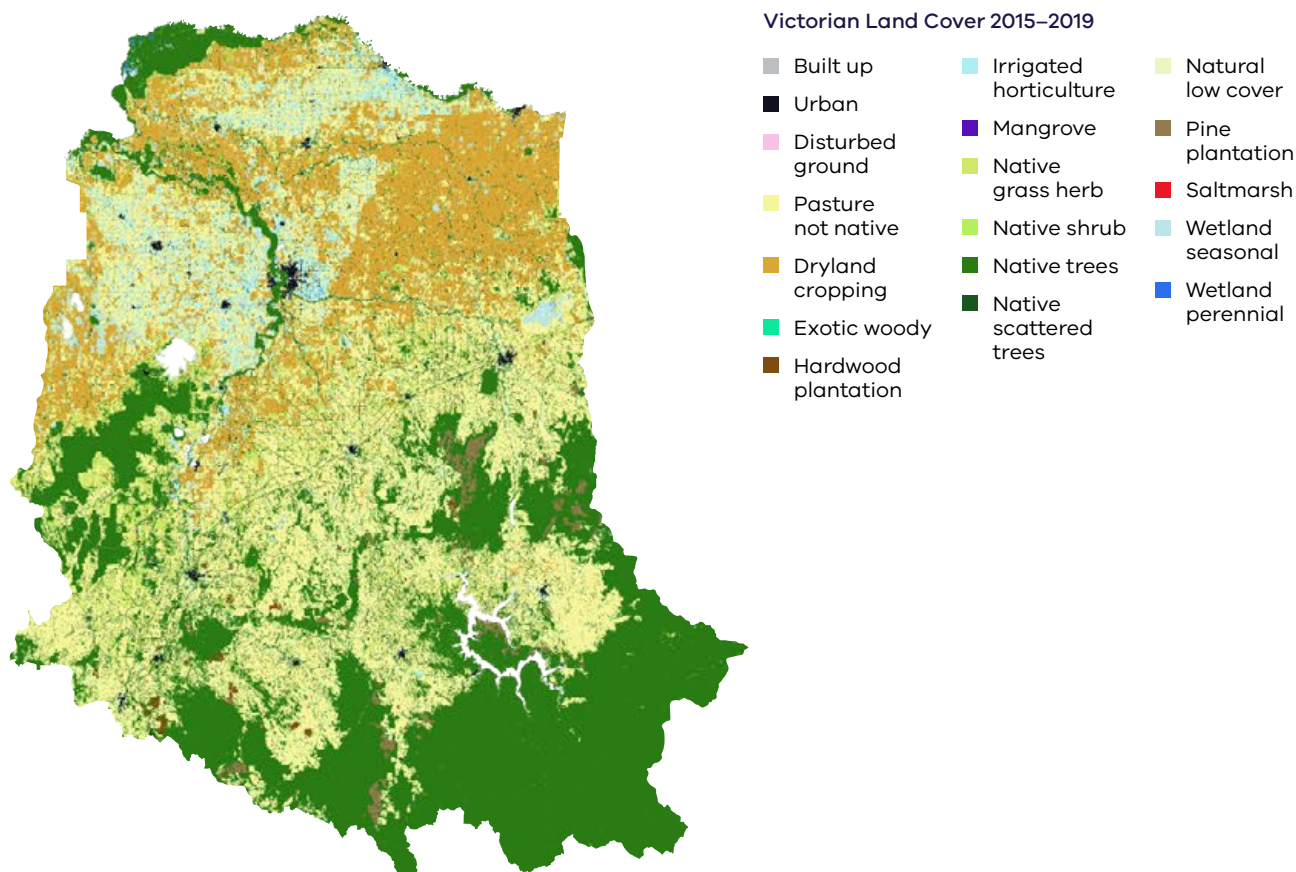 Victorian Land Cover 2015–2019
Built up
Urban
Disturbed
ground
Pasture
not native
Dryland
cropping
Exotic woody
Hardwood
plantation
Irrigated
horticulture
Mangrove
Native
grass herb
Native shrub
Native trees
Native
scattered
trees
Natural
low cover
Pine
plantation
Saltmarsh
Wetland
seasonal
Wetland
perennial